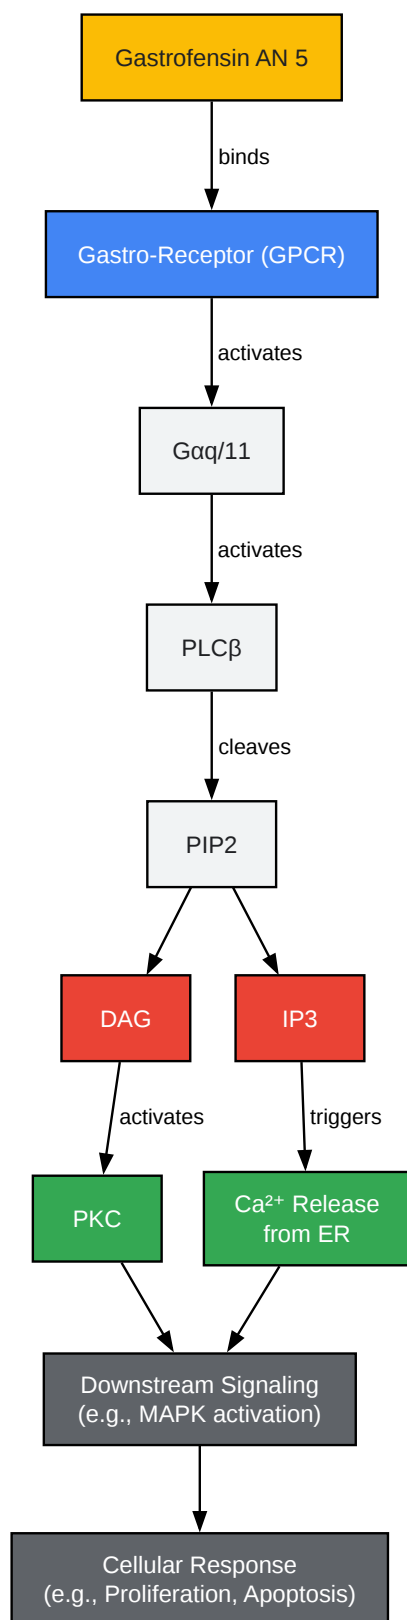 Gastrofensin AN 5
binds
Gastro-Receptor (GPCR)
activates
Gαq/11
activates
PLCβ
cleaves
PIP2
DAG
IP3
activates
triggers
PKC
Ca²⁺ Release
from ER
Downstream Signaling
(e.g., MAPK activation)
Cellular Response
(e.g., Proliferation, Apoptosis)